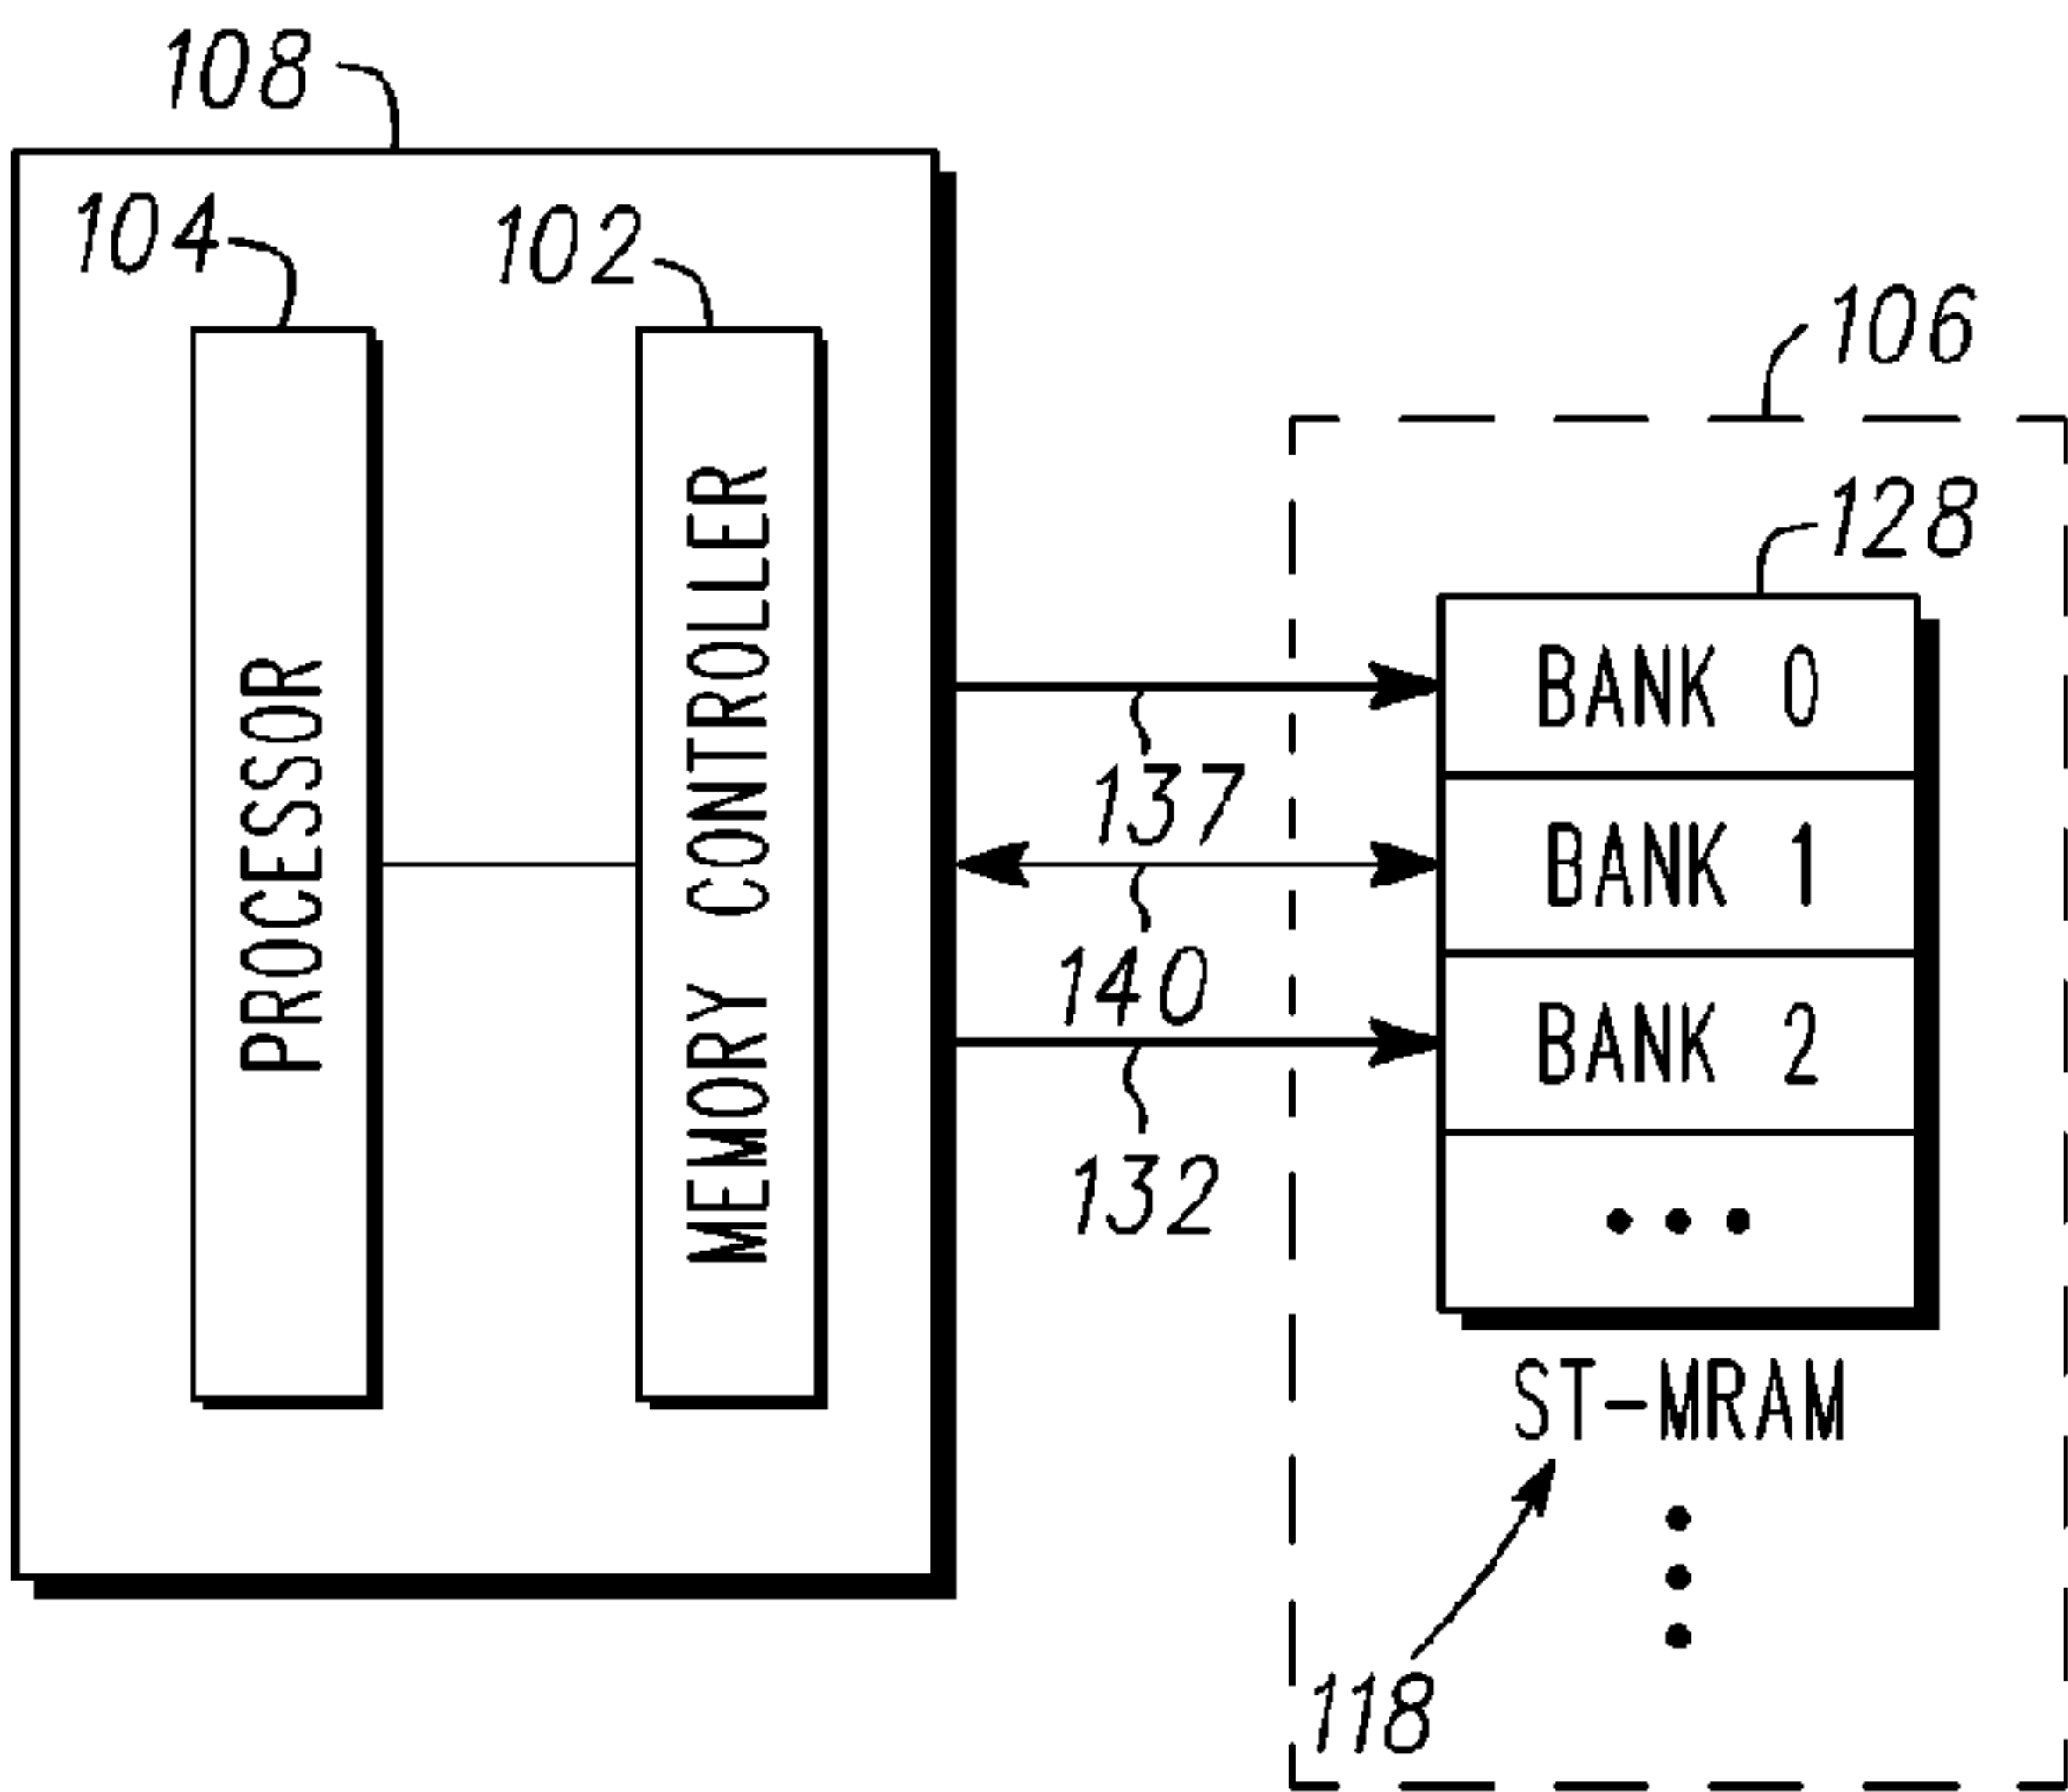 108
104
102
106
128
PROCESSOR
MEMORY CONTROLLER
BANK 0
137
BANK 1
140
BANK 2
132
•••
ST-MRAM
118